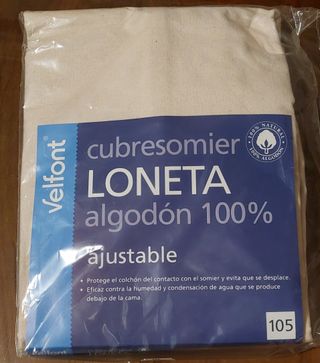 Velfont®
cubresomier
LONETA
algodón 100%
ajustable
100% NATURAL
100% ALGODÓN
• Protege el colchón del contacto con el somier y evita que se desplace.
• Eficaz contra la humedad y condensación de agua que se produce
debajo de la cama.
105